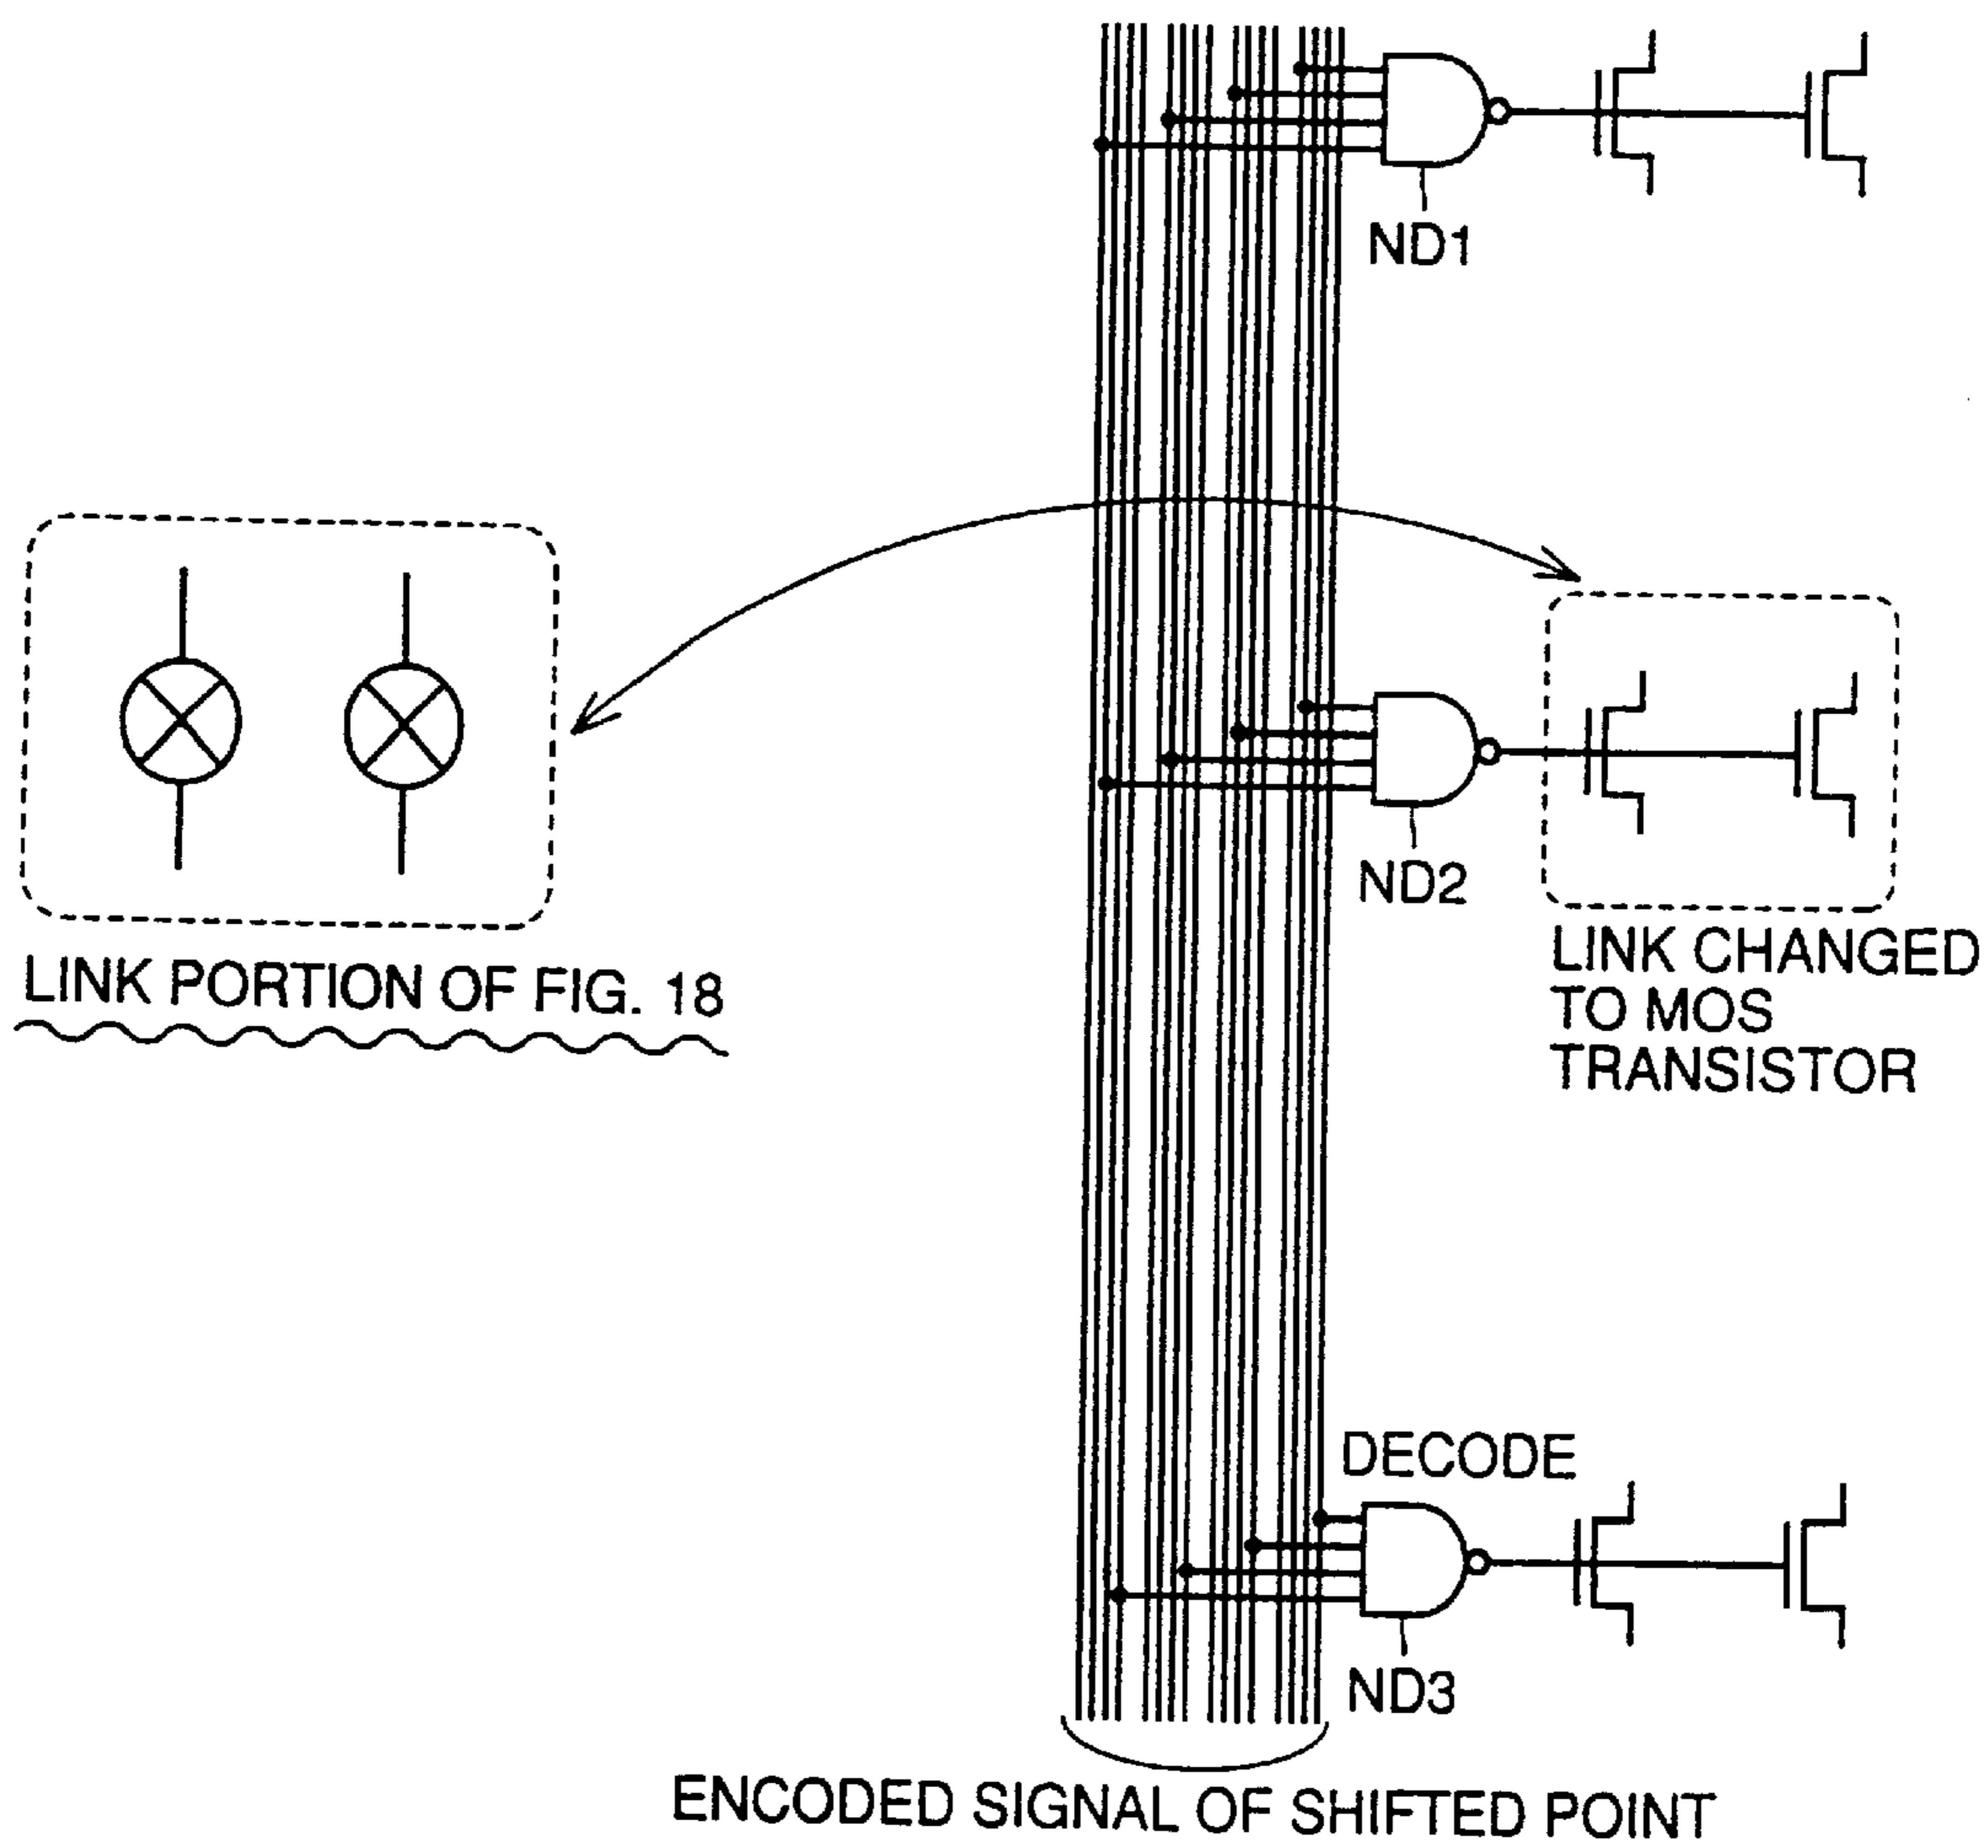 ND1
ND2
LINK PORTION OF FIG. 18
LINK CHANGED
TO MOS
TRANSISTOR
DECODE
ND3
ENCODED SIGNAL OF SHIFTED POINT